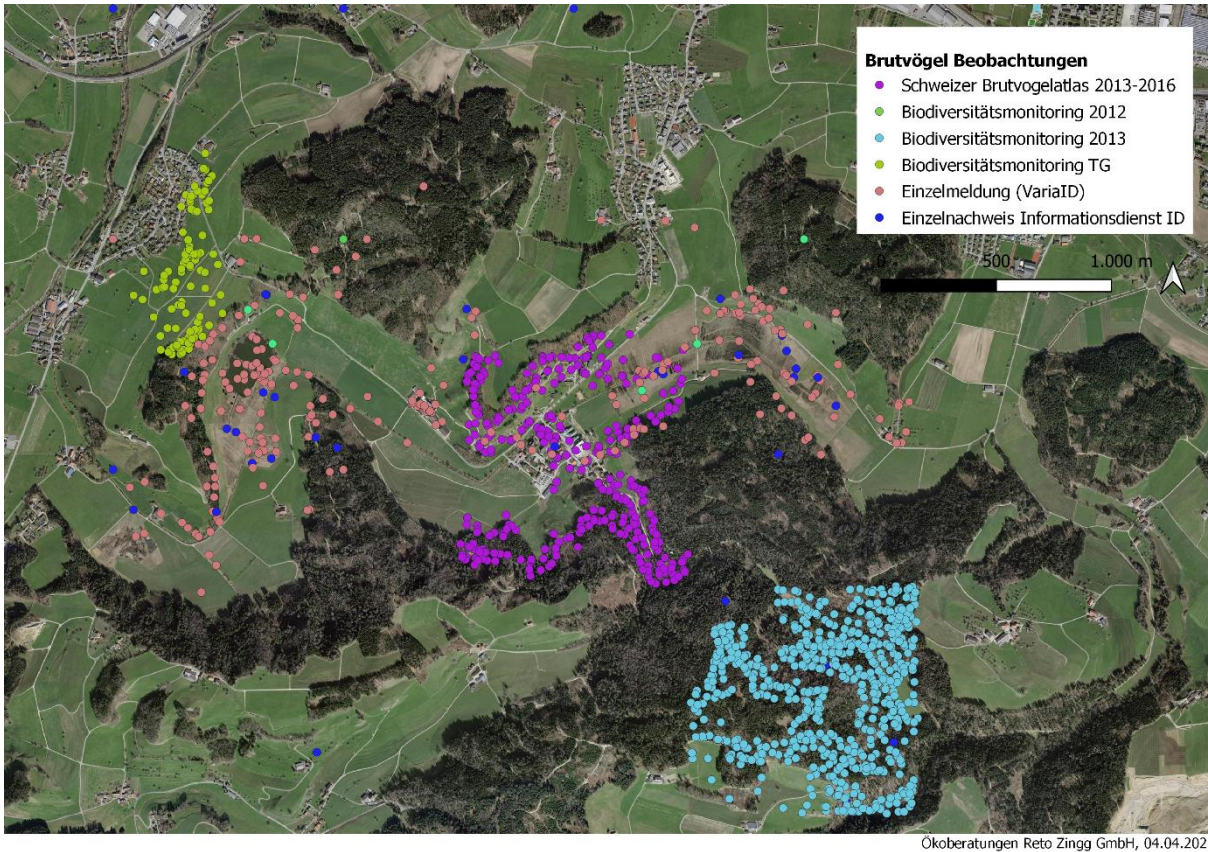 Brutvögel Beobachtungen
Schweizer Brutvogelatlas 2013-2016
Biodiversitätsmonitoring 2012
Biodiversitätsmonitoring 2013
Biodiversitätsmonitoring TG
Einzelmeldung (VariaID)
Einzelnachweis Informationsdienst ID
0 500 1.000 m
Ökoberatungen Reto Zingg GmbH, 04.04.202